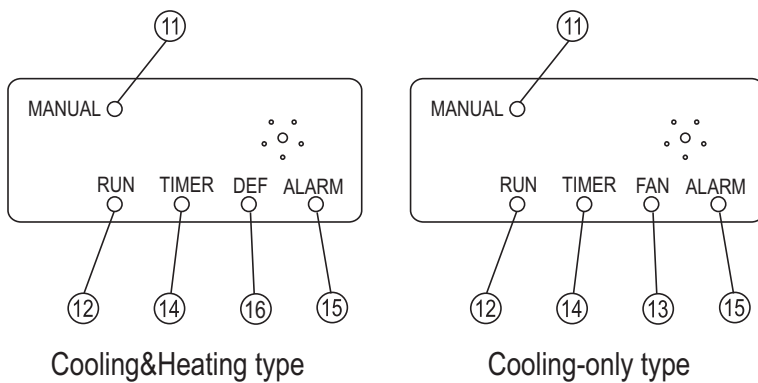 ⑪ ⑪
MANUAL MANUAL
RUN TIMER DEF ALARM RUN TIMER FAN ALARM
⑫ ⑭ ⑯ ⑮ ⑫ ⑭ ⑬ ⑮
Cooling&Heating type Cooling-only type